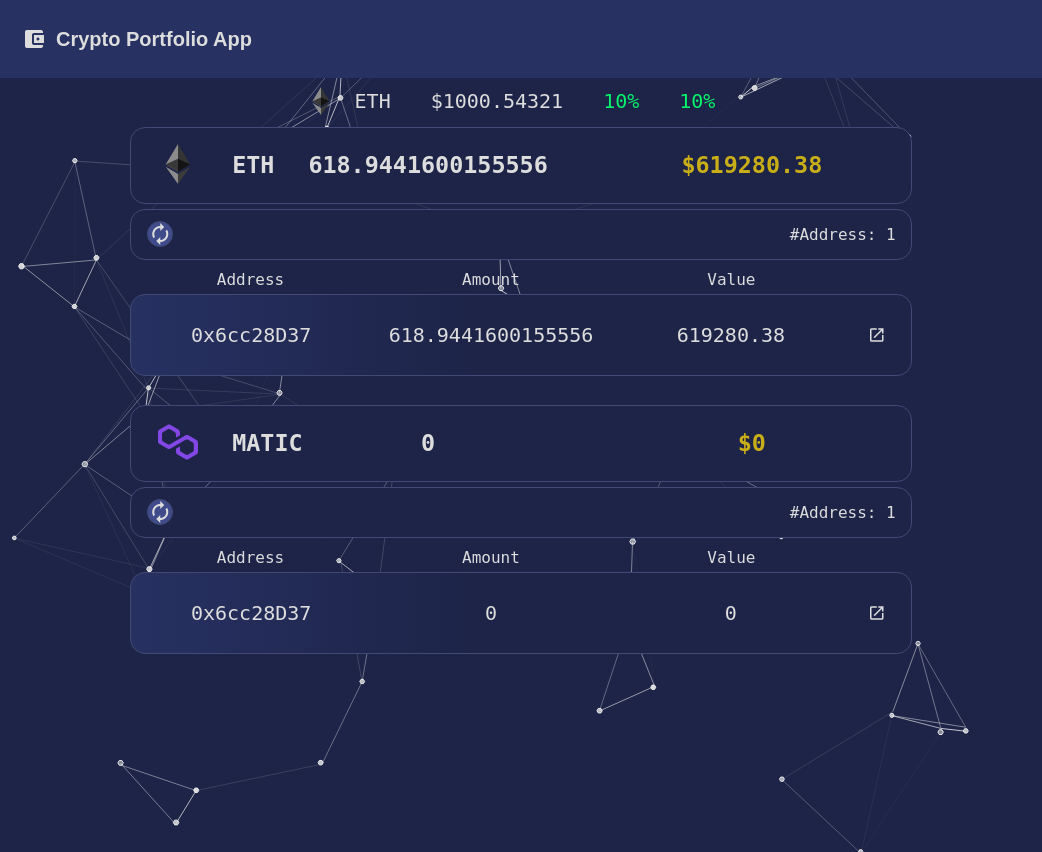 Crypto Portfolio App
ETH $1000.54321 10% 10%
ETH 618.9441600155556 $619280.38
#Address: 1
Address Amount Value
0x6cc28D37 618.9441600155556 619280.38
MATIC 0 $0
#Address: 1
Address Amount Value
0x6cc28D37 0 0